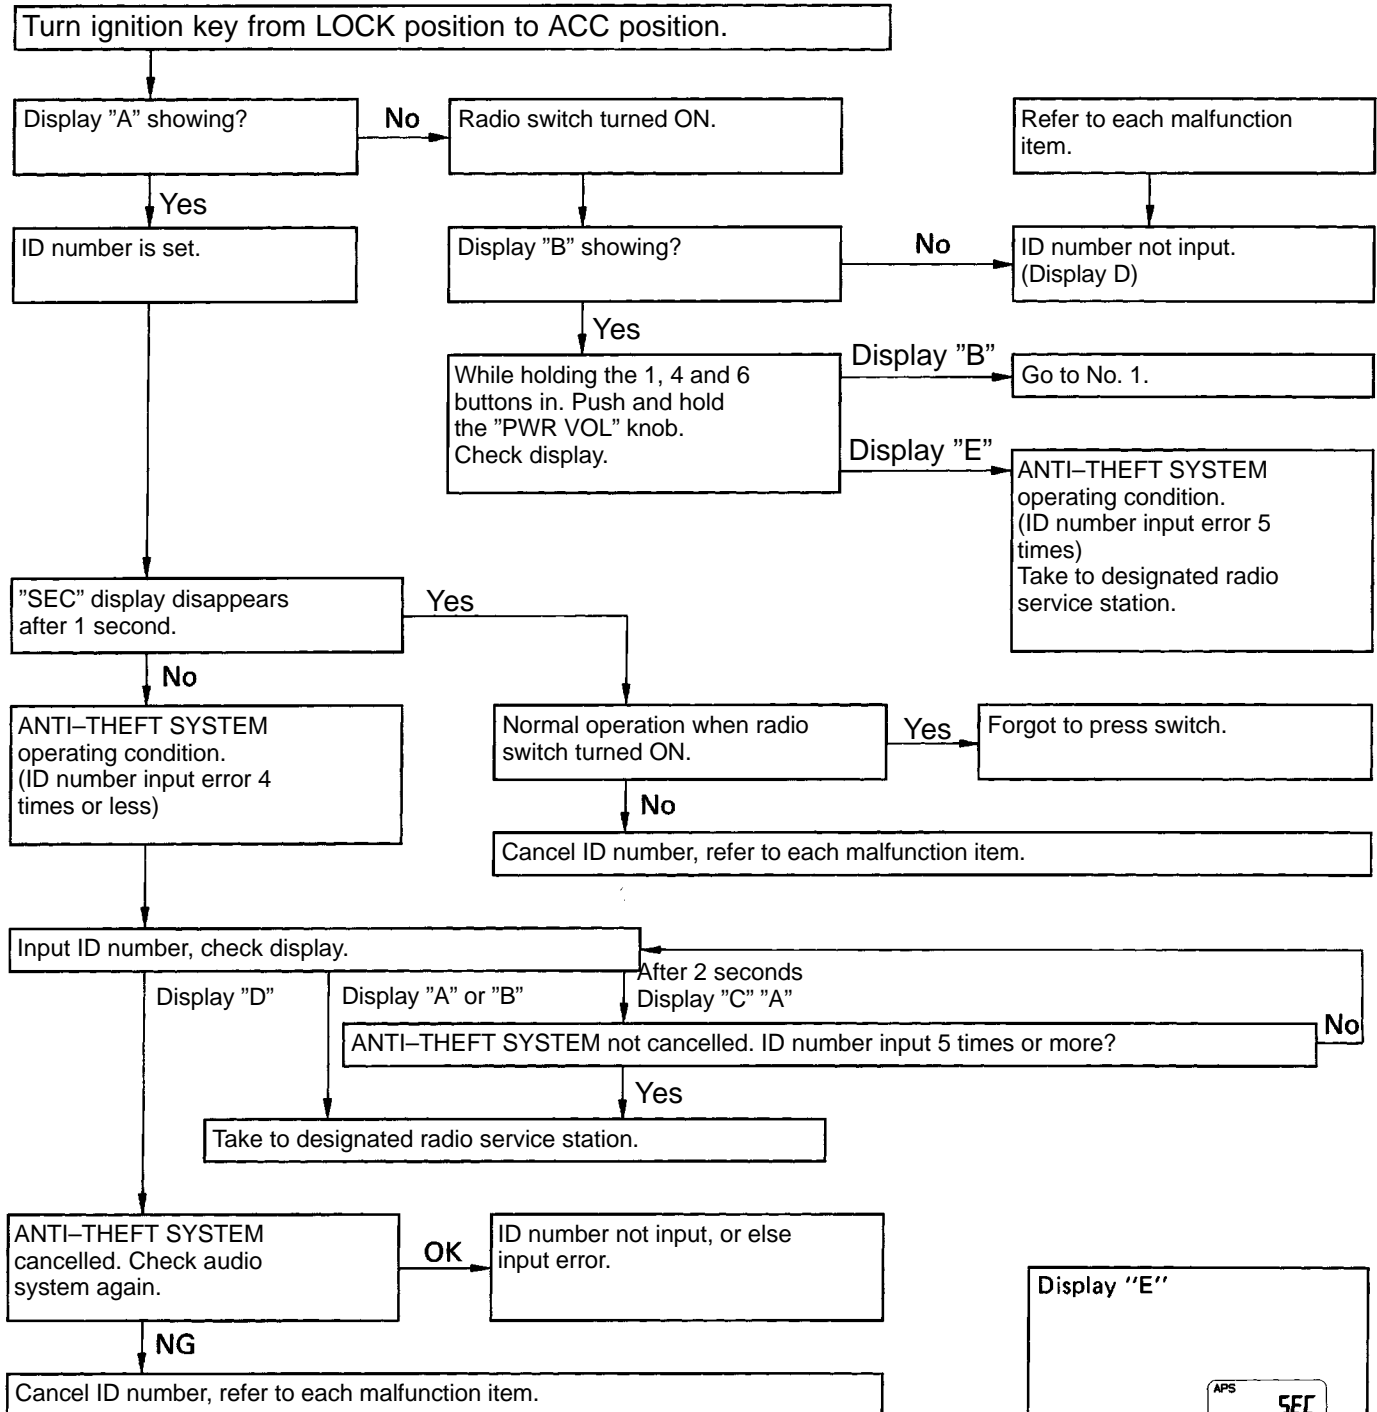 Turn ignition key from LOCK position to ACC position.
Display ”A” showing?
No
Radio switch turned ON.
Refer to each malfunction
item.
Yes
ID number is set.
Display ”B” showing?
No
ID number not input.
(Display D)
Yes
While holding the 1, 4 and 6
buttons in. Push and hold
the ”PWR VOL” knob.
Check display.
Display ”B”
Go to No. 1.
Display ”E”
ANTI–THEFT SYSTEM
operating condition.
(ID number input error 5
times)
Take to designated radio
service station.
”SEC” display disappears
after 1 second.
Yes
No
ANTI–THEFT SYSTEM
operating condition.
(ID number input error 4
times or less)
Normal operation when radio
switch turned ON.
Yes
Forgot to press switch.
No
Cancel ID number, refer to each malfunction item.
Input ID number, check display.
Display ”D”
Display ”A” or ”B”
After 2 seconds
Display ”C” ”A”
No
ANTI–THEFT SYSTEM not cancelled. ID number input 5 times or more?
Yes
Take to designated radio service station.
ANTI–THEFT SYSTEM
cancelled. Check audio
system again.
OK
ID number not input, or else
input error.
NG
Cancel ID number, refer to each malfunction item.
Display ”E”
APS
SEC